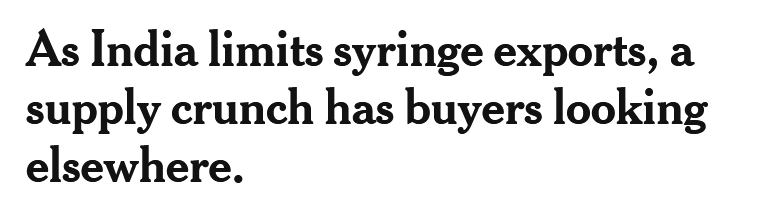 As India limits syringe exports, a
supply crunch has buyers looking
elsewhere.